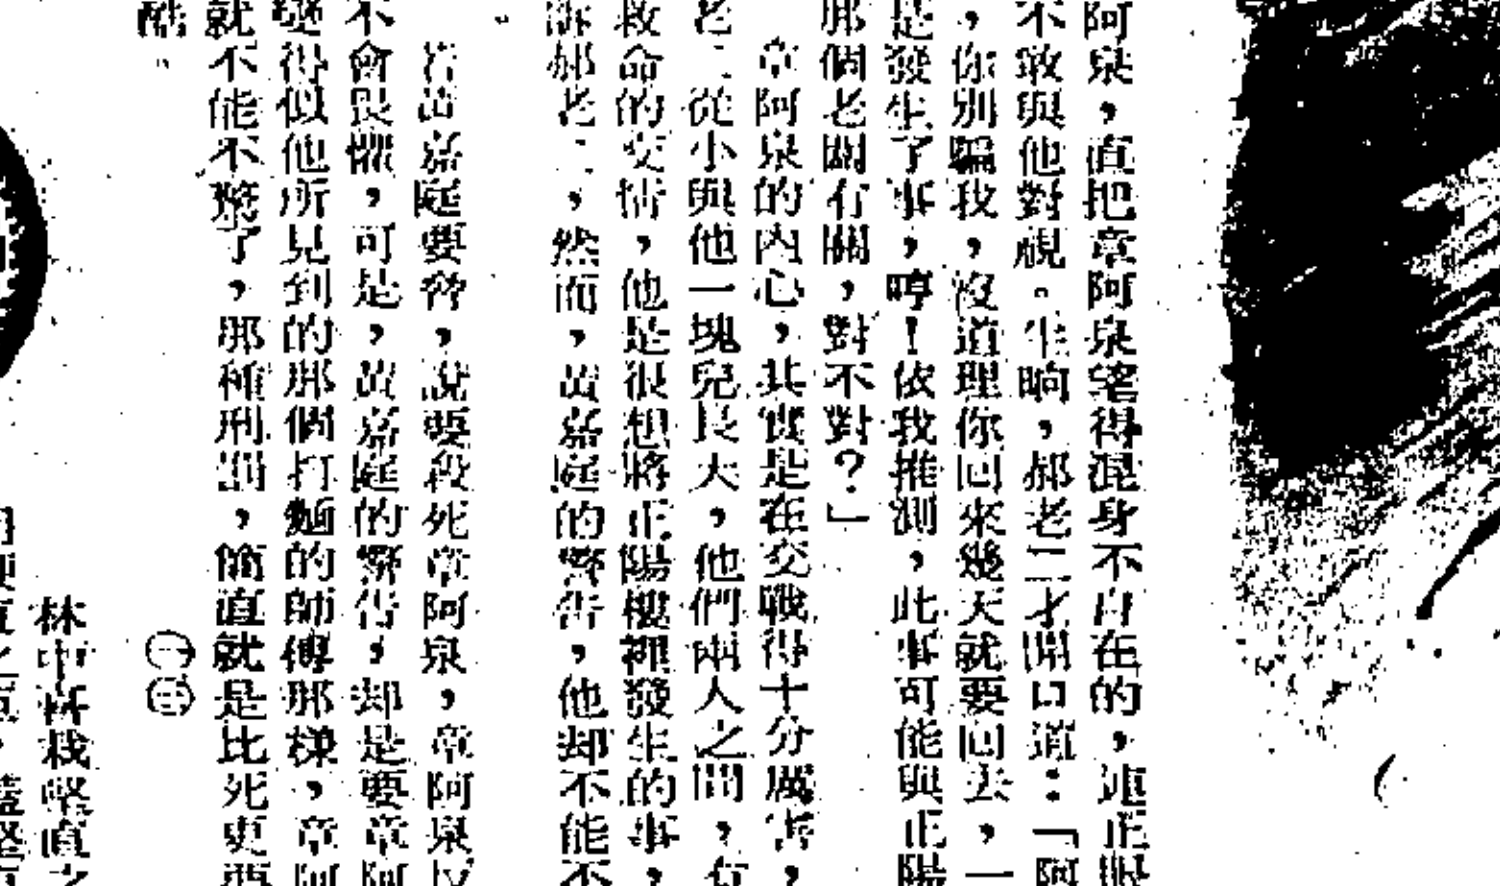 阿泉，直把章阿泉望得混身不自在的，連正眼
不敢與他對視。半晌，郝老二才開口道：「阿
，你別騙我，沒道理你回來幾天就要回去，一
是發生了事，哼！依我推測，此事可能與正陽
那個老闆有關，對不對？」
章阿泉的內心，其實是在交戰得十分厲害，
老二從小與他一塊兒長大，他們兩人之間，有
救命的交情，他是很想將正陽樓裡發生的事，
訴郝老二，然而，黃嘉庭的警告，他却不能不
。
若黃嘉庭要脅，說要殺死章阿泉，章阿泉
不會畏懼，可是，黃嘉庭的警告，却是要章阿
變得似他所見到的那個打麵的師傅那樣，章阿
就不能不慫了，那種刑罰，簡直就是比死更要
酷。
林中 栽堅直之